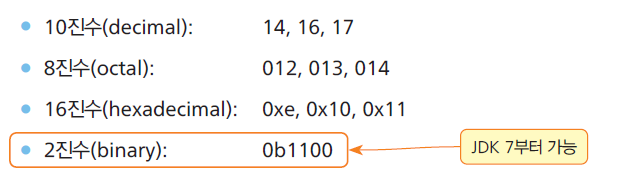 10진수(decimal): 14, 16, 17
8진수(octal): 012, 013, 014
16진수(hexadecimal): 0xe, 0x10, 0x11
2진수(binary): 0b1100
JDK 7부터 가능